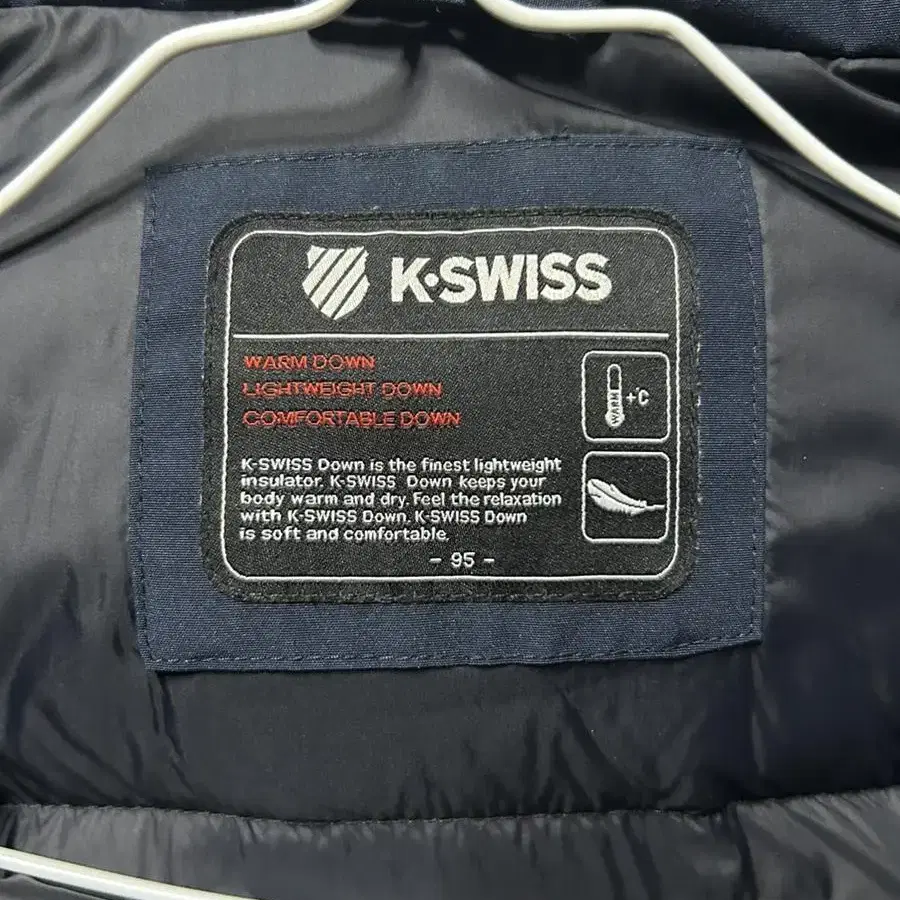 K·SWISS
WARM DOWN
LIGHTWEIGHT DOWN
COMFORTABLE DOWN
WARM +°C
K-SWISS Down is the finest lightweight
insulator. K-SWISS Down keeps your
body warm and dry. Feel the relaxation
with K-SWISS Down. K-SWISS Down
is soft and comfortable.
- 95 -